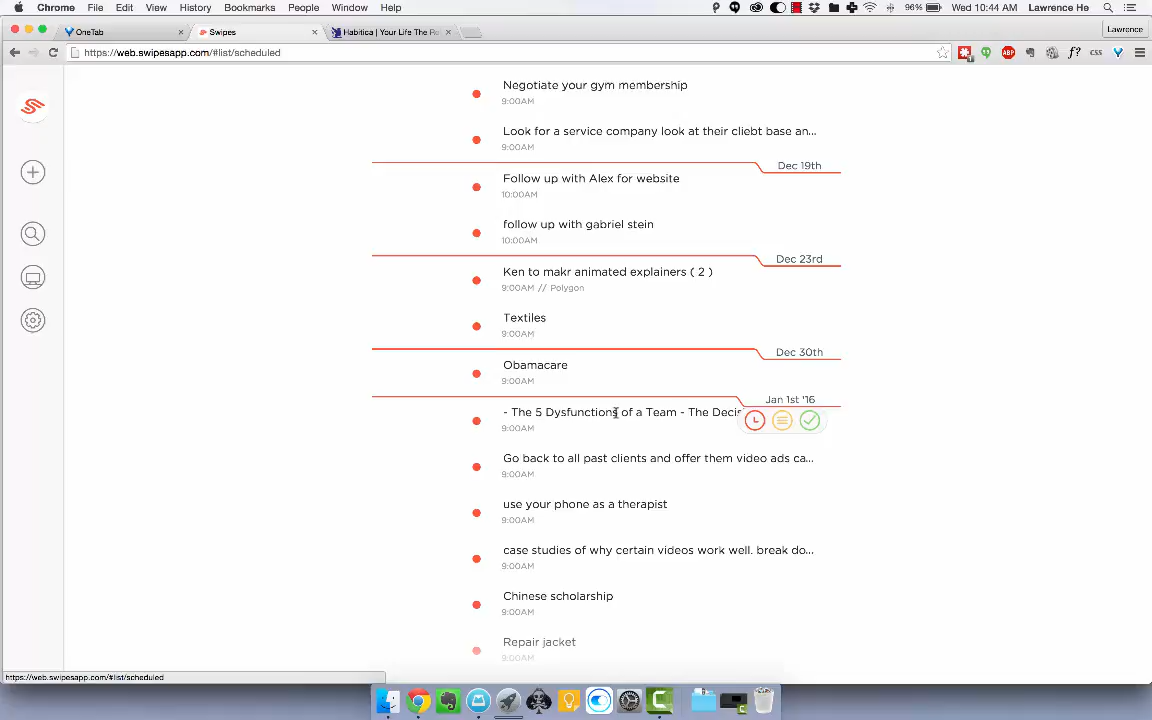 Chrome File Edit View History Bookmarks People Window Help 96% Wed 10:44 AM Lawrence He
OneTab Swipes Habitica | Your Life The Ro Lawrence
https://web.swipesapp.com/#list/scheduled ABP css
Negotiate your gym membership
9:00AM
Look for a service company look at their cliebt base an...
9:00AM
Dec 19th
Follow up with Alex for website
10:00AM
follow up with gabriel stein
10:00AM
Dec 23rd
Ken to makr animated explainers ( 2 )
9:00AM // Polygon
Textiles
9:00AM
Dec 30th
Obamacare
9:00AM
Jan 1st '16
- The 5 Dysfunctions of a Team - The Decis
9:00AM
Go back to all past clients and offer them video ads ca...
9:00AM
use your phone as a therapist
9:00AM
case studies of why certain videos work well. break do...
9:00AM
Chinese scholarship
9:00AM
Repair jacket
9:00AM
https://web.swipesapp.com/#list/scheduled